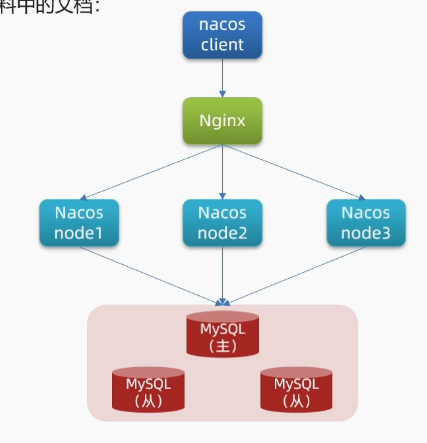 料中的文档：
nacos
client
Nginx
Nacos
node1
Nacos
node2
Nacos
node3
MySQL
（主）
MySQL
（从）
MySQL
（从）